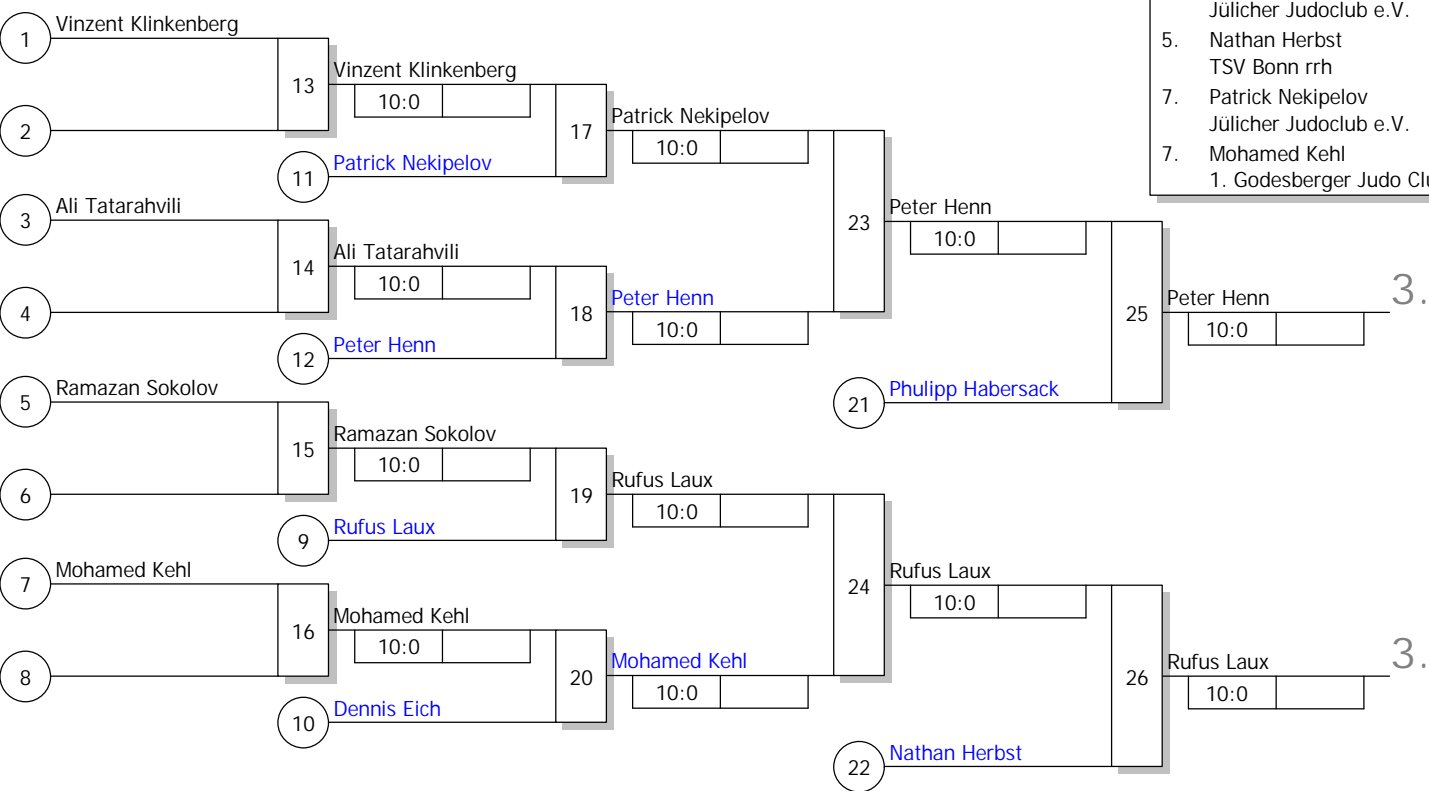 Jülicher Judoclub e.V.
5. Nathan Herbst
TSV Bonn rrh
7. Patrick Nekipelov
Jülicher Judoclub e.V.
7. Mohamed Kehl
1. Godesberger Judo
1 Vinzent Klinkenberg
13 Vinzent Klinkenberg
10:0
2
17 Patrick Nekipelov
10:0
11 Patrick Nekipelov
3 Ali Tatarahvili
23 Peter Henn
10:0
14 Ali Tatarahvili
10:0
4
18 Peter Henn
10:0
25 Peter Henn 3.
10:0
12 Peter Henn
5 Ramazan Sokolov
21 Phulipp Habersack
15 Ramazan Sokolov
10:0
6
19 Rufus Laux
10:0
9 Rufus Laux
7 Mohamed Kehl
24 Rufus Laux
10:0
16 Mohamed Kehl
10:0
8
20 Mohamed Kehl
10:0
26 Rufus Laux 3.
10:0
10 Dennis Eich
22 Nathan Herbst